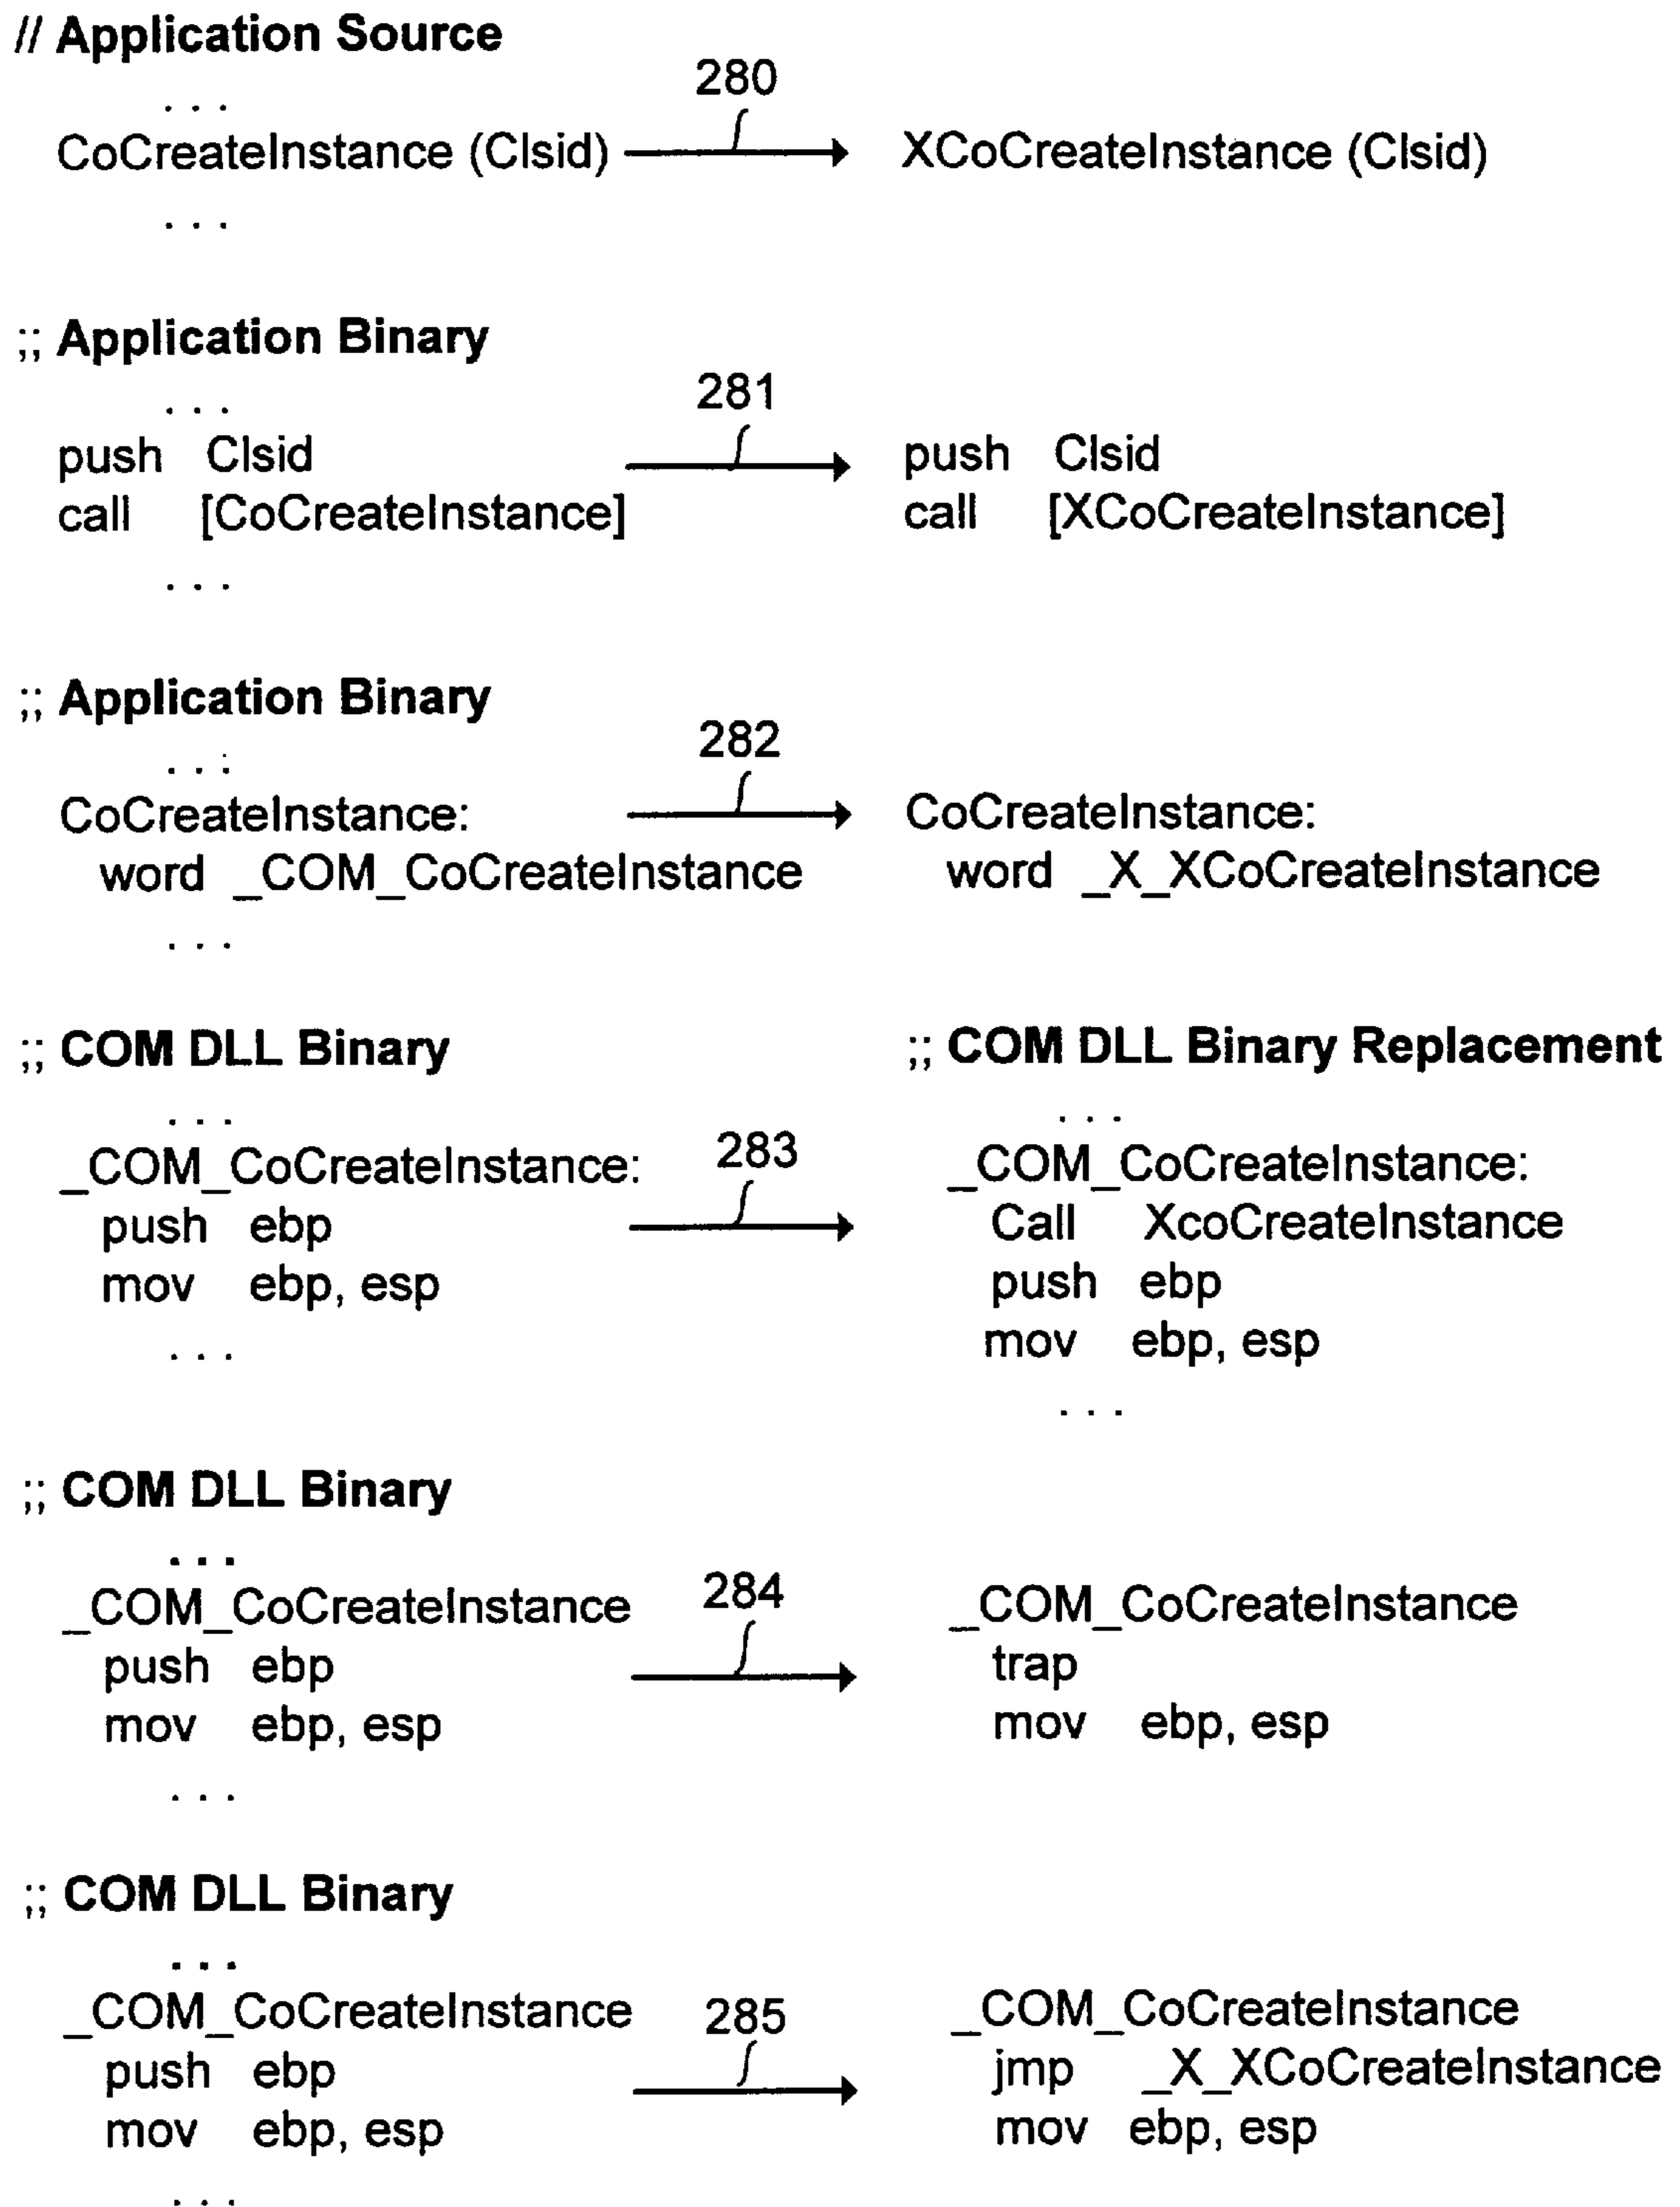 // Application Source
. . .
280
CoCreateInstance (Clsid) XCoCreateInstance (Clsid)
. . .
;; Application Binary
. . .
281
push Clsid push Clsid
call [CoCreateInstance] call [XCoCreateInstance]
. . .
;; Application Binary
. . .
282
CoCreateInstance: CoCreateInstance:
word _COM_CoCreateInstance word _X_XCoCreateInstance
. . .
;; COM DLL Binary ;; COM DLL Binary Replacement
. . . . . .
283
_COM_CoCreateInstance: _COM_CoCreateInstance:
push ebp Call XcoCreateInstance
mov ebp, esp push ebp
mov ebp, esp
. . . . . .
;; COM DLL Binary
. . .
284
_COM_CoCreateInstance _COM_CoCreateInstance
push ebp trap
mov ebp, esp mov ebp, esp
. . .
;; COM DLL Binary
. . .
285
_COM_CoCreateInstance _COM_CoCreateInstance
push ebp jmp _X_XCoCreateInstance
mov ebp, esp mov ebp, esp
. . .